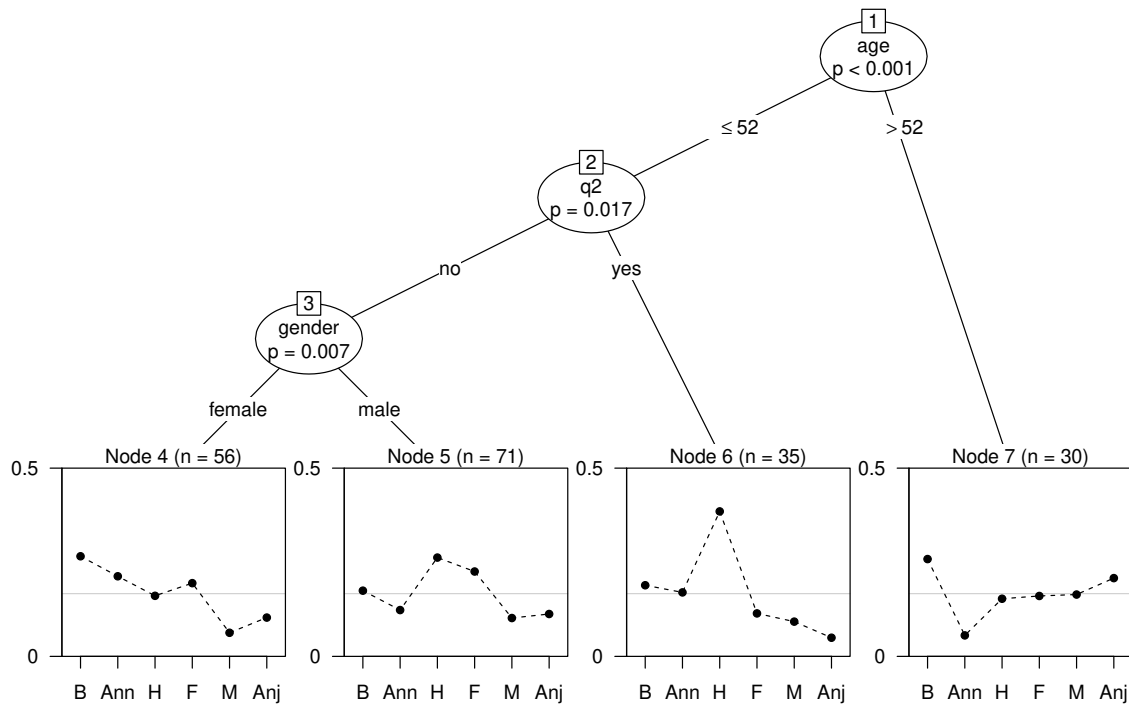 1
age
p < 0.001
≤ 52
> 52
2
q2
p = 0.017
no
yes
3
gender
p = 0.007
female
male
Node 4 (n = 56)
Node 5 (n = 71)
Node 6 (n = 35)
Node 7 (n = 30)
0.5
0.5
0.5
0.5
0
0
0
0
B Ann H F M Anj
B Ann H F M Anj
B Ann H F M Anj
B Ann H F M Anj